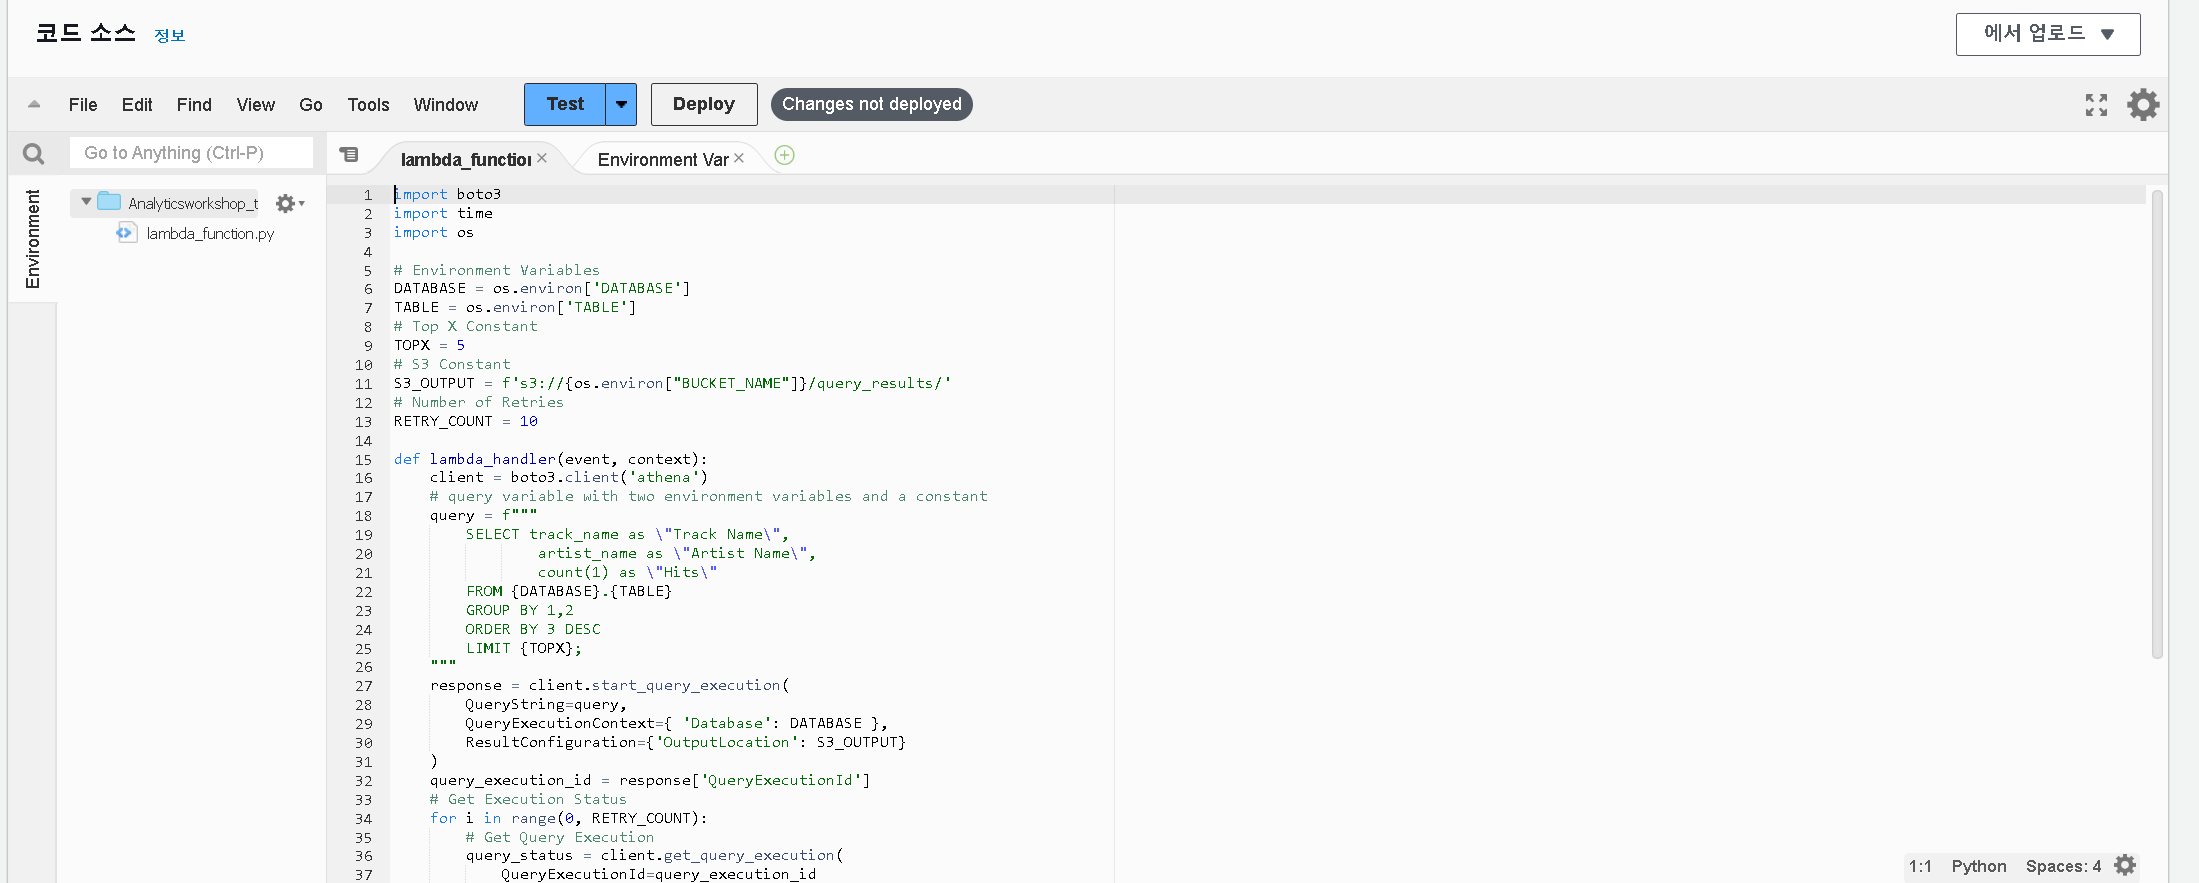 코드 소스 정보
에서 업로드
File Edit Find View Go Tools Window Test Deploy Changes not deployed
Go to Anything (Ctrl-P)
lambda_function
Environment Var
Environment
Analyticsworkshop_t
lambda_function.py
1 import boto3
2 import time
3 import os
4
5 # Environment Variables
6 DATABASE = os.environ['DATABASE']
7 TABLE = os.environ['TABLE']
8 # Top X Constant
9 TOPX = 5
10 # S3 Constant
11 S3_OUTPUT = f's3://{os.environ["BUCKET_NAME"]}/query_results/'
12 # Number of Retries
13 RETRY_COUNT = 10
14
15 def lambda_handler(event, context):
16     client = boto3.client('athena')
17     # query variable with two environment variables and a constant
18     query = f"""
19         SELECT track_name as \"Track Name\",
20                 artist_name as \"Artist Name\",
21                 count(1) as \"Hits\"
22         FROM {DATABASE}.{TABLE}
23         GROUP BY 1,2
24         ORDER BY 3 DESC
25         LIMIT {TOPX};
26     """
27     response = client.start_query_execution(
28         QueryString=query,
29         QueryExecutionContext={ 'Database': DATABASE },
30         ResultConfiguration={'OutputLocation': S3_OUTPUT}
31     )
32     query_execution_id = response['QueryExecutionId']
33     # Get Execution Status
34     for i in range(0, RETRY_COUNT):
35         # Get Query Execution
36         query_status = client.get_query_execution(
37             QueryExecutionId=query_execution_id
1:1 Python Spaces: 4